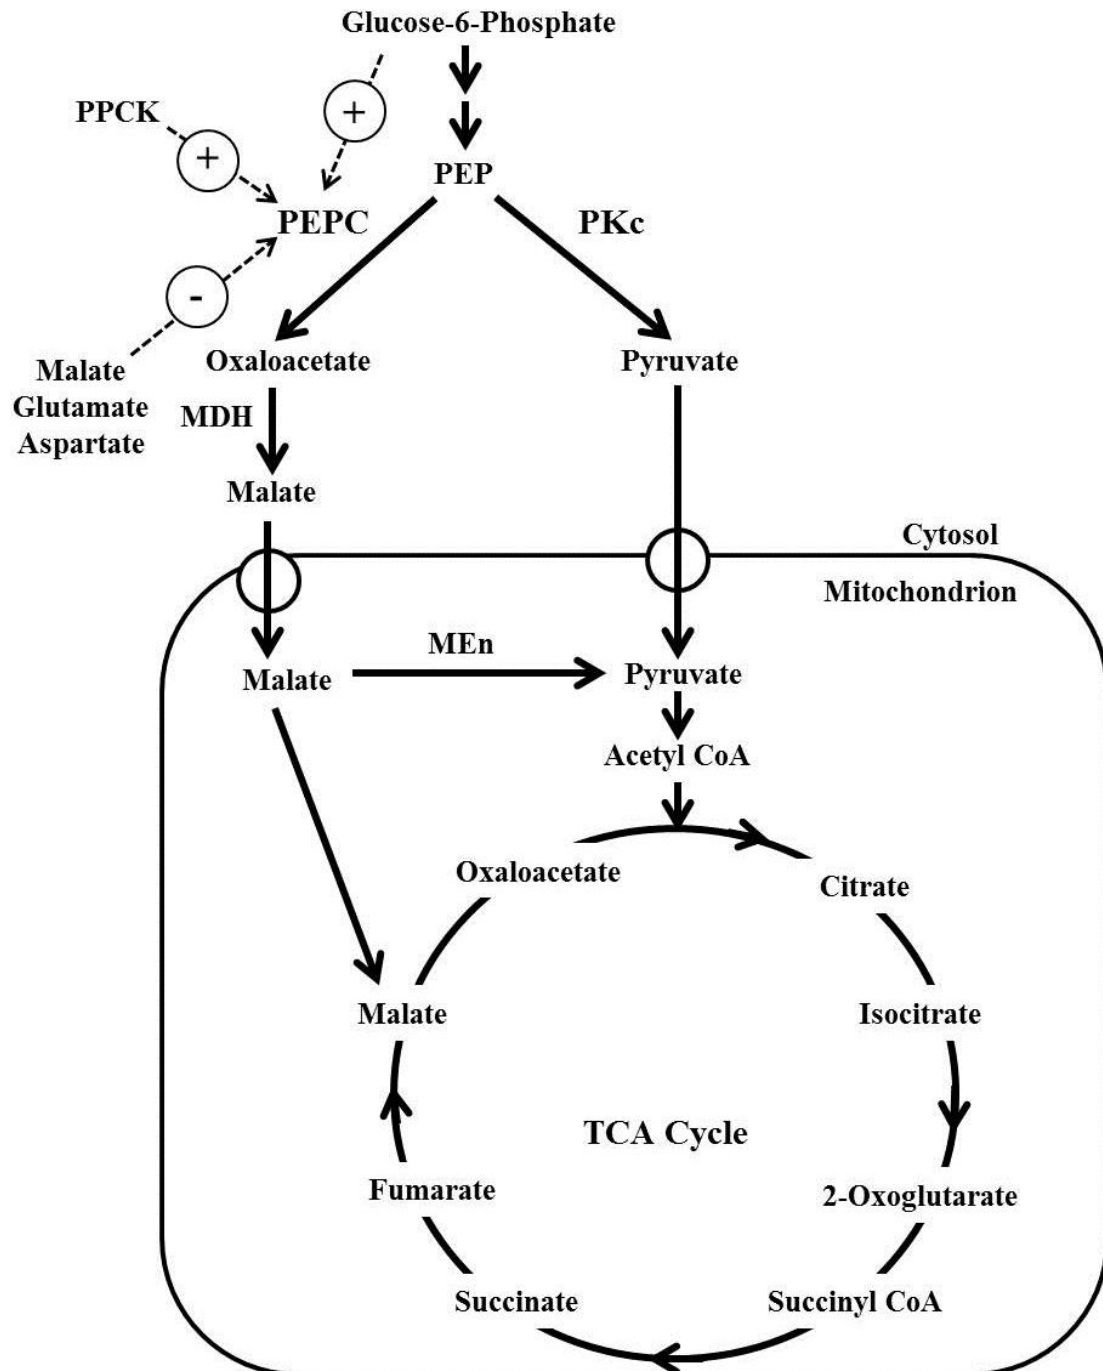 Glucose-6-Phosphate
+
PPCK
+
PEP
PEPC
PKc
-
Oxaloacetate
Pyruvate
Malate
Glutamate
Aspartate
MDH
Malate
Cytosol
Mitochondrion
MEn
Malate
Pyruvate
Acetyl CoA
Oxaloacetate
Citrate
Malate
Isocitrate
TCA Cycle
Fumarate
2-Oxoglutarate
Succinate
Succinyl CoA